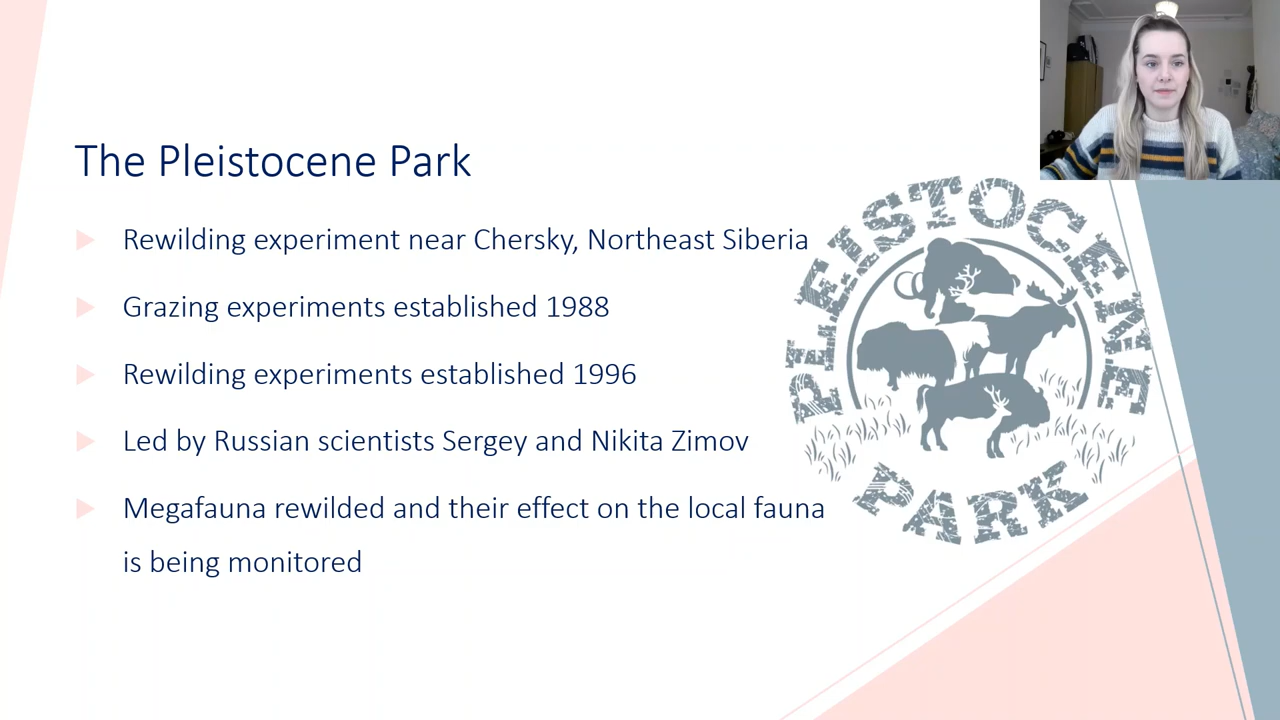 The Pleistocene Park
Rewilding experiment near Chersky, Northeast Siberia
Grazing experiments established 1988
Rewilding experiments established 1996
Led by Russian scientists Sergey and Nikita Zimov
Megafauna rewilded and their effect on the local fauna
is being monitored
PLEISTOCENE
PARK